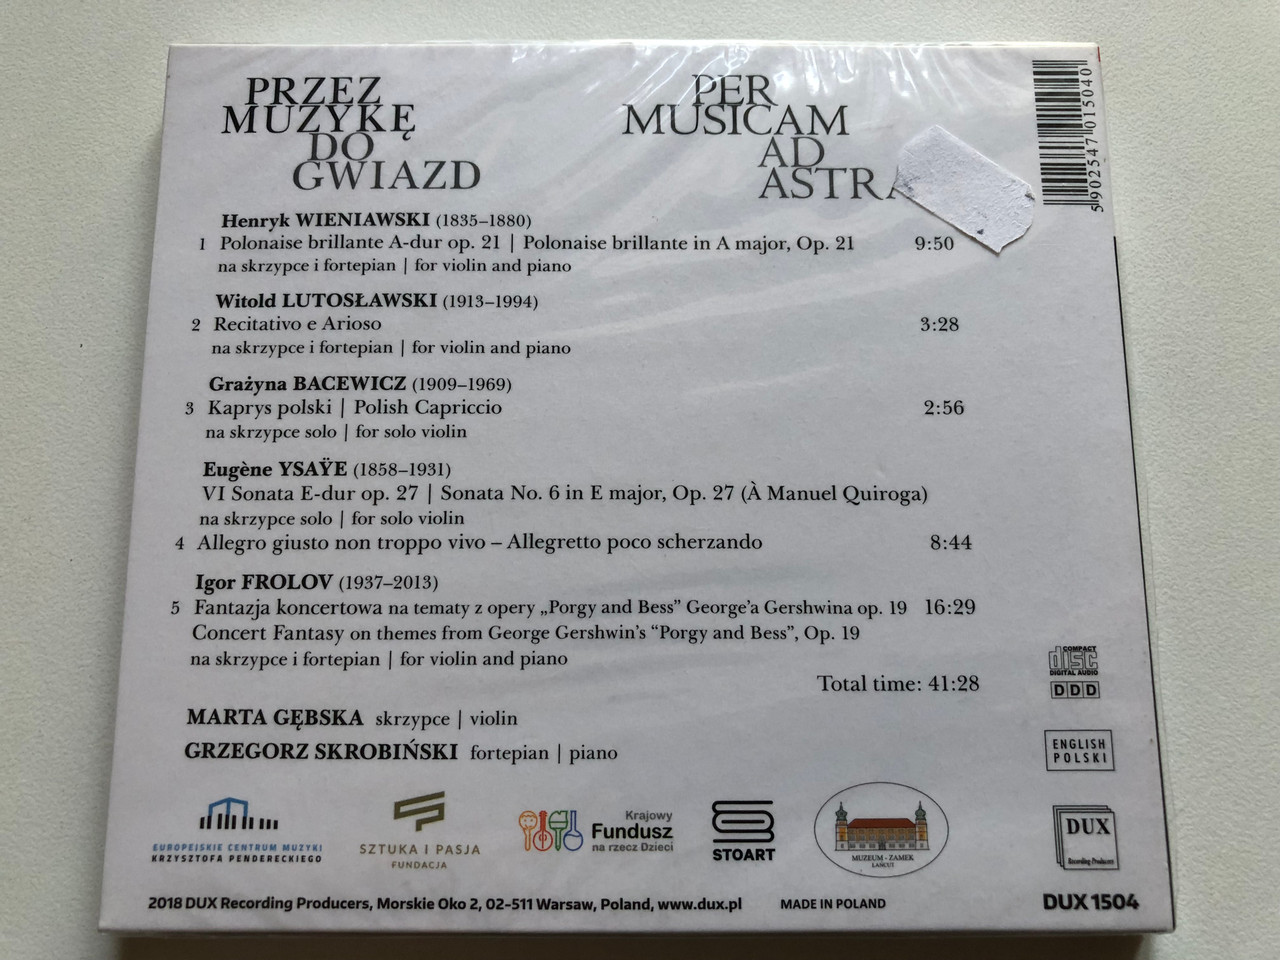 PRZEZ
MUZYKĘ
DO
GWIAZD
PER
MUSICAM
AD
ASTRA
5 902547 015040
Henryk WIENIAWSKI (1835–1880)
1 Polonaise brillante A-dur op. 21 | Polonaise brillante in A major, Op. 21 9:50
na skrzypce i fortepian | for violin and piano
Witold LUTOSŁAWSKI (1913–1994)
2 Recitativo e Arioso 3:28
na skrzypce i fortepian | for violin and piano
Grażyna BACEWICZ (1909–1969)
3 Kaprys polski | Polish Capriccio 2:56
na skrzypce solo | for solo violin
Eugène YSAŸE (1858–1931)
VI Sonata E-dur op. 27 | Sonata No. 6 in E major, Op. 27 (À Manuel Quiroga)
na skrzypce solo | for solo violin
4 Allegro giusto non troppo vivo – Allegretto poco scherzando 8:44
Igor FROLOV (1937–2013)
5 Fantazja koncertowa na tematy z opery „Porgy and Bess” George’a Gershwina op. 19 16:29
Concert Fantasy on themes from George Gershwin’s “Porgy and Bess”, Op. 19
na skrzypce i fortepian | for violin and piano
Total time: 41:28
COMPACT
disc
DIGITAL AUDIO
DDD
MARTA GĘBSKA skrzypce | violin
GRZEGORZ SKROBIŃSKI fortepian | piano
ENGLISH
POLSKI
EUROPEJSKIE CENTRUM MUZYKI
KRZYSZTOFA PENDERECKIEGO
SZTUKA I PASJA
FUNDACJA
Krajowy
Fundusz
na rzecz Dzieci
STOART
MUZEUM - ZAMEK
ŁAŃCUT
DUX
Recording Producers
2018 DUX Recording Producers, Morskie Oko 2, 02-511 Warsaw, Poland, www.dux.pl MADE IN POLAND DUX 1504